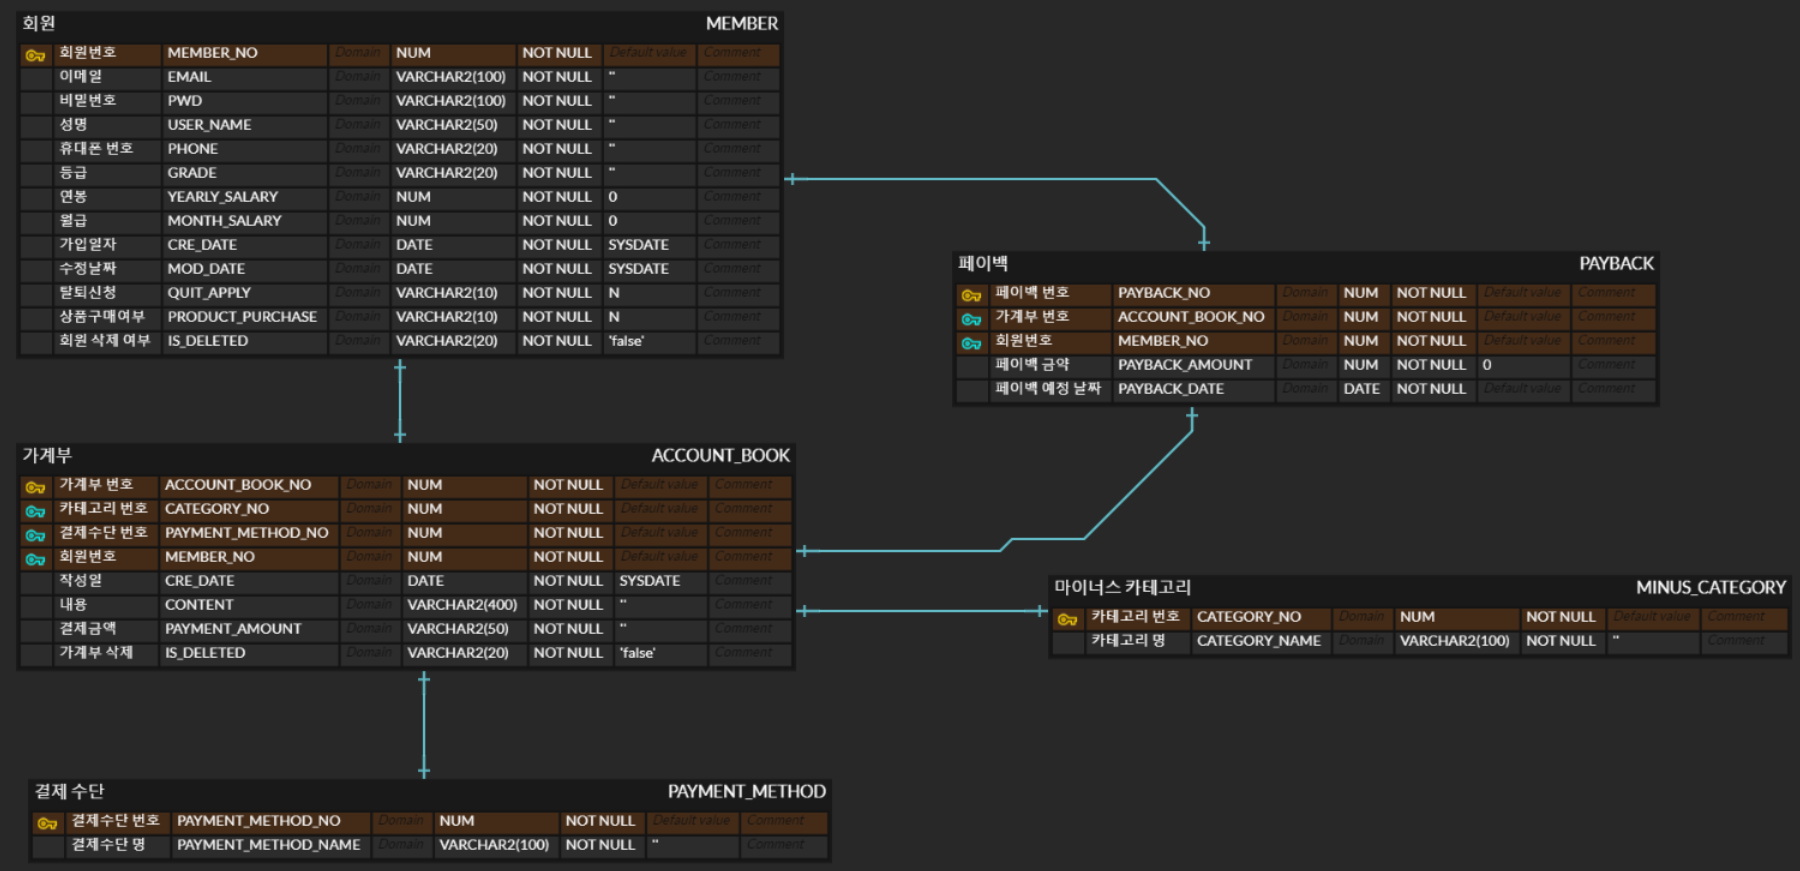 회원 MEMBER
회원번호 MEMBER_NO Domain NUM NOT NULL Default value Comment
이메일 EMAIL Domain VARCHAR2(100) NOT NULL '' Comment
비밀번호 PWD Domain VARCHAR2(100) NOT NULL '' Comment
성명 USER_NAME Domain VARCHAR2(50) NOT NULL '' Comment
휴대폰 번호 PHONE Domain VARCHAR2(20) NOT NULL '' Comment
등급 GRADE Domain VARCHAR2(20) NOT NULL '' Comment
연봉 YEARLY_SALARY Domain NUM NOT NULL 0 Comment
월급 MONTH_SALARY Domain NUM NOT NULL 0 Comment
가입일자 CRE_DATE Domain DATE NOT NULL SYSDATE Comment
수정날짜 MOD_DATE Domain DATE NOT NULL SYSDATE Comment
탈퇴신청 QUIT_APPLY Domain VARCHAR2(10) NOT NULL N Comment
상품구매여부 PRODUCT_PURCHASE Domain VARCHAR2(10) NOT NULL N Comment
회원 삭제 여부 IS_DELETED Domain VARCHAR2(20) NOT NULL 'false' Comment
페이백 PAYBACK
페이백 번호 PAYBACK_NO Domain NUM NOT NULL Default value Comment
가계부 번호 ACCOUNT_BOOK_NO Domain NUM NOT NULL Default value Comment
회원번호 MEMBER_NO Domain NUM NOT NULL Default value Comment
페이백 금약 PAYBACK_AMOUNT Domain NUM NOT NULL 0 Comment
페이백 예정 날짜 PAYBACK_DATE Domain DATE NOT NULL Default value Comment
가계부 ACCOUNT_BOOK
가계부 번호 ACCOUNT_BOOK_NO Domain NUM NOT NULL Default value Comment
카테고리 번호 CATEGORY_NO Domain NUM NOT NULL Default value Comment
결제수단 번호 PAYMENT_METHOD_NO Domain NUM NOT NULL Default value Comment
회원번호 MEMBER_NO Domain NUM NOT NULL Default value Comment
작성일 CRE_DATE Domain DATE NOT NULL SYSDATE Comment
내용 CONTENT Domain VARCHAR2(400) NOT NULL '' Comment
결제금액 PAYMENT_AMOUNT Domain VARCHAR2(50) NOT NULL '' Comment
가계부 삭제 IS_DELETED Domain VARCHAR2(20) NOT NULL 'false' Comment
마이너스 카테고리 MINUS_CATEGORY
카테고리 번호 CATEGORY_NO Domain NUM NOT NULL Default value Comment
카테고리 명 CATEGORY_NAME Domain VARCHAR2(100) NOT NULL '' Comment
결제 수단 PAYMENT_METHOD
결제수단 번호 PAYMENT_METHOD_NO Domain NUM NOT NULL Default value Comment
결제수단 명 PAYMENT_METHOD_NAME Domain VARCHAR2(100) NOT NULL '' Comment